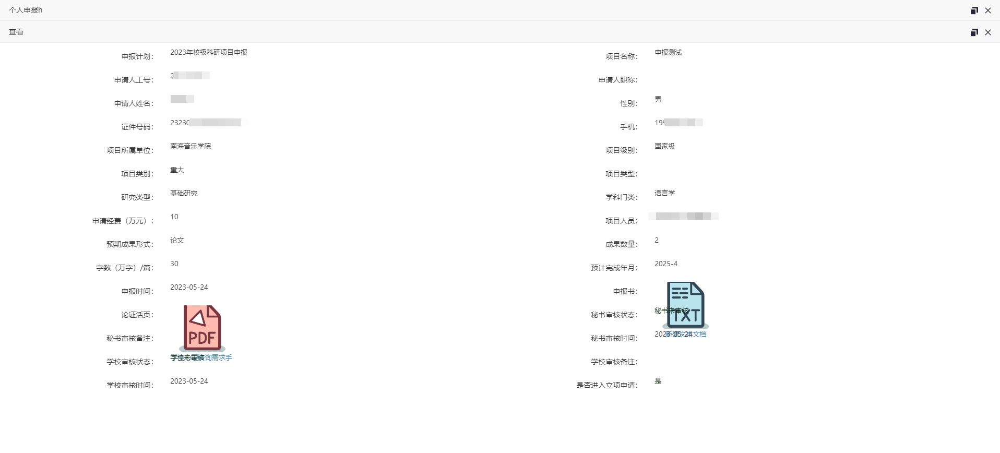 个人申报h
查看
申报计划： 2023年校级科研项目申报 项目名称： 申报测试
申请人工号： 2 申请人职称：
申请人姓名： 性别： 男
证件号码： 23230 手机： 199
项目所属单位： 南海音乐学院 项目级别： 国家级
项目类别： 重大 项目类型：
研究类型： 基础研究 学科门类： 语言学
申请经费（万元）： 10 项目人员：
预期成果形式： 论文 成果数量： 2
字数（万字）/篇： 30 预计完成年月： 2025-4
申报时间： 2023-05-24 申报书： TXT 新建文本文档
论证活页： PDF 询需求手 秘书审核状态： 秘书未审核
秘书审核备注： 秘书审核时间： 2023-05-24
学校审核状态： 学校未审核 学校审核备注：
学校审核时间： 2023-05-24 是否进入立项申请： 是